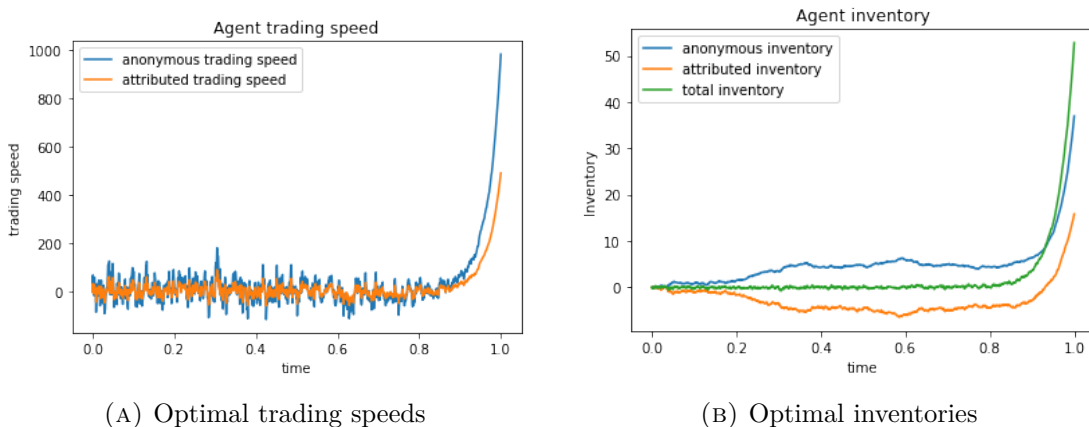 Agent trading speed
anonymous trading speed
attributed trading speed
trading speed
1000
800
600
400
200
0
0.0 0.2 0.4 0.6 0.8 1.0
time
(A) Optimal trading speeds
Agent inventory
anonymous inventory
attributed inventory
total inventory
Inventory
50
40
30
20
10
0
0.0 0.2 0.4 0.6 0.8 1.0
time
(B) Optimal inventories